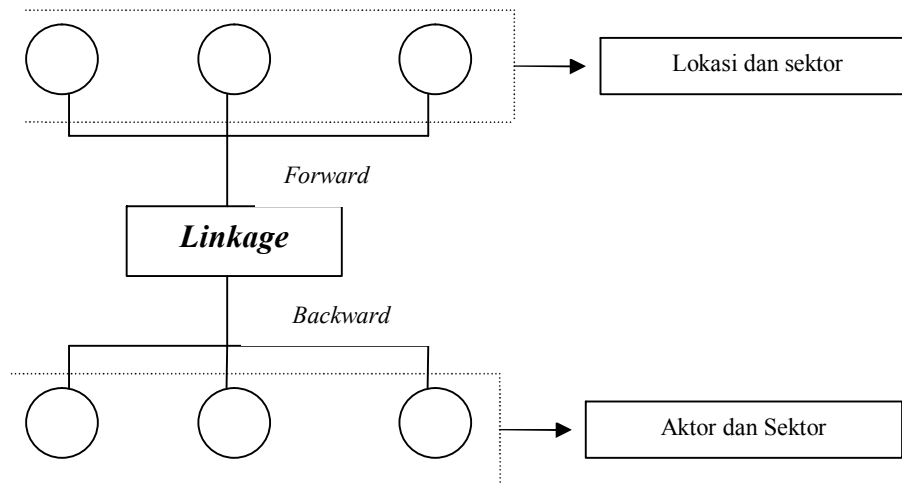 Lokasi dan sektor
Forward
Linkage
Backward
Aktor dan Sektor